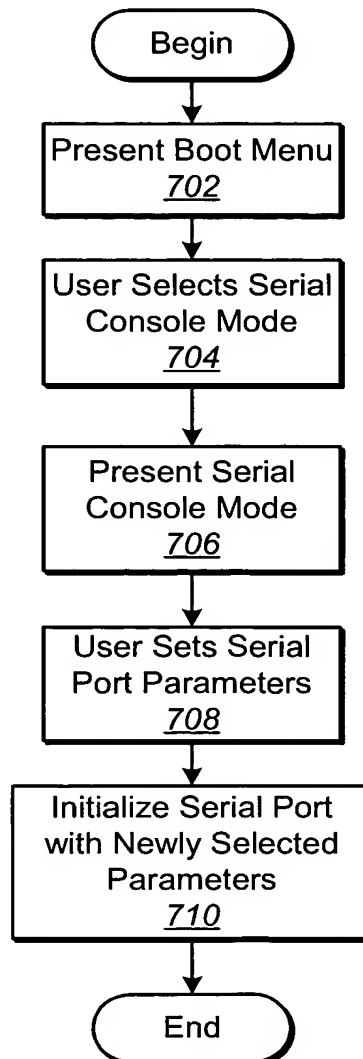 Begin
Present Boot Menu
702
User Selects Serial
Console Mode
704
Present Serial
Console Mode
706
User Sets Serial
Port Parameters
708
Initialize Serial Port
with Newly Selected
Parameters
710
End